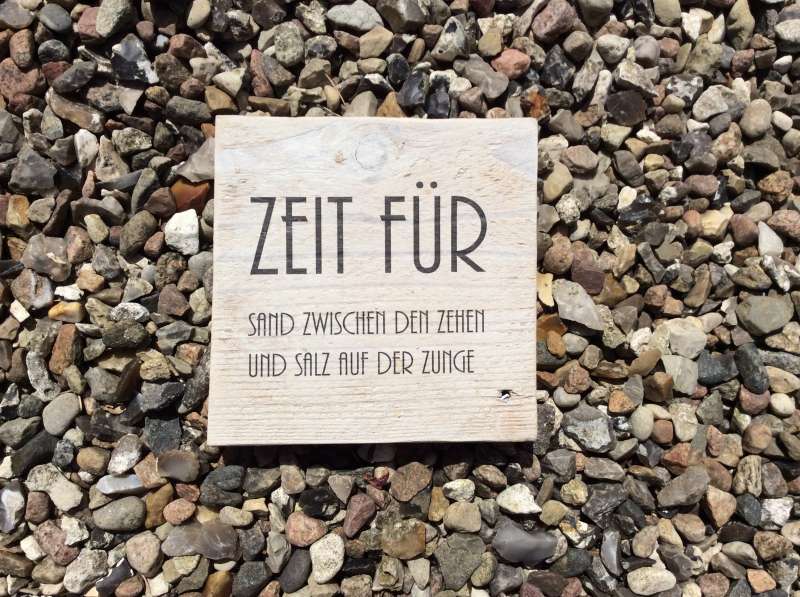 ZEIT FÜR
SAND ZWISCHEN DEN ZEHEN
UND SALZ AUF DER ZUNGE